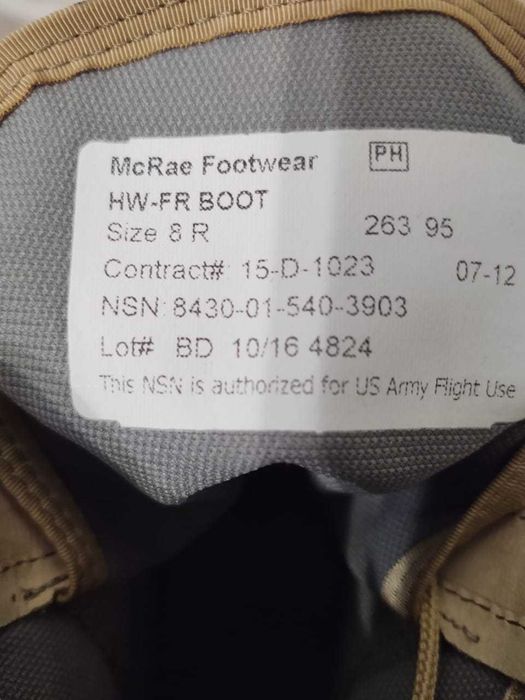 McRae Footwear PH
HW-FR BOOT
Size 8 R 263 95
Contract# 15-D-1023 07-12
NSN: 8430-01-540-3903
Lot# BD 10/16 4824
This NSN is authorized for US Army Flight Use